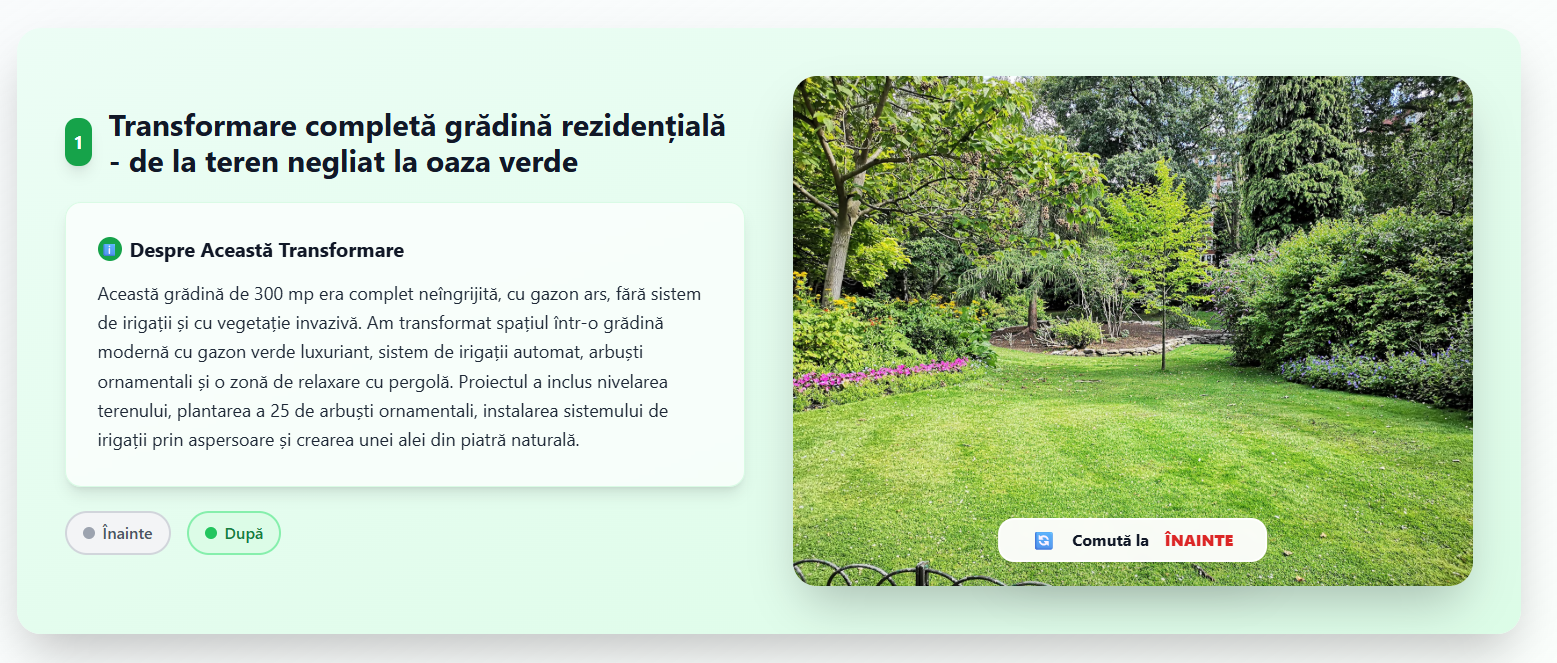 1
Transformare completă grădină rezidențială
- de la teren negliat la oaza verde
Despre Această Transformare
Această grădină de 300 mp era complet neîngrijită, cu gazon ars, fără sistem
de irigații și cu vegetație invazivă. Am transformat spațiul într-o grădină
modernă cu gazon verde luxuriant, sistem de irigații automat, arbuști
ornamentali și o zonă de relaxare cu pergolă. Proiectul a inclus nivelarea
terenului, plantarea a 25 de arbuști ornamentali, instalarea sistemului de
irigații prin aspersoare și crearea unei alei din piatră naturală.
Înainte
După
Comută la ÎNAINTE